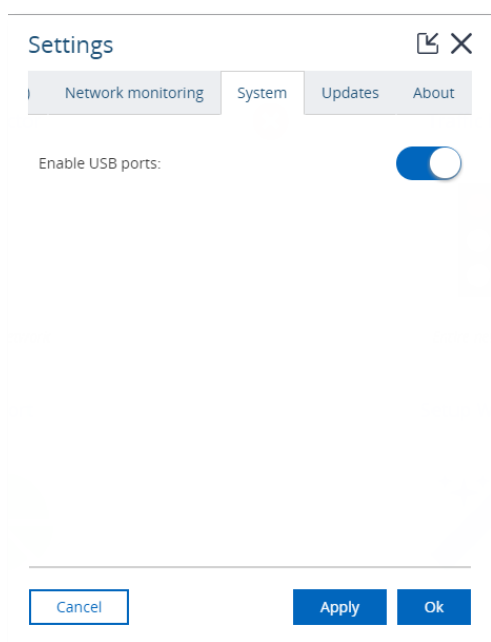 Settings
) Network monitoring System Updates About
Enable USB ports:
Cancel Apply Ok